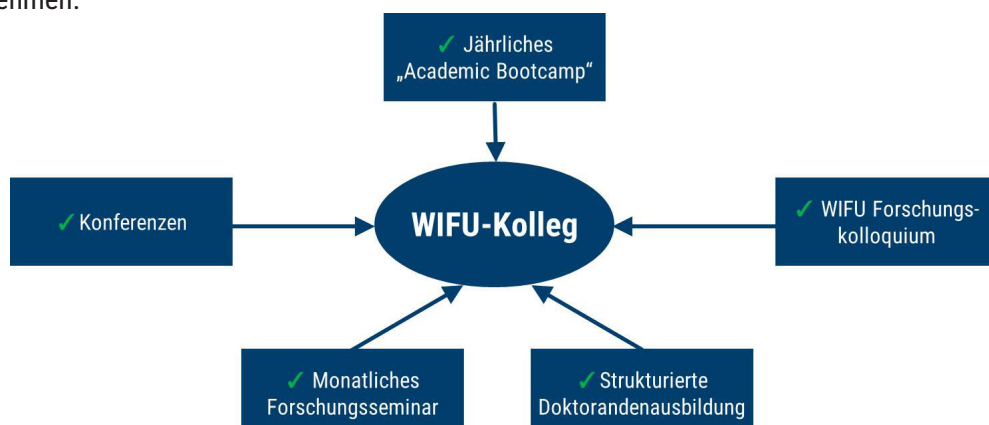 ✓ Jährliches
„Academic Bootcamp“
✓ Konferenzen
WIFU-Kolleg
✓ WIFU Forschungs-
kolloquium
✓ Monatliches
Forschungsseminar
✓ Strukturierte
Doktorandenausbildung